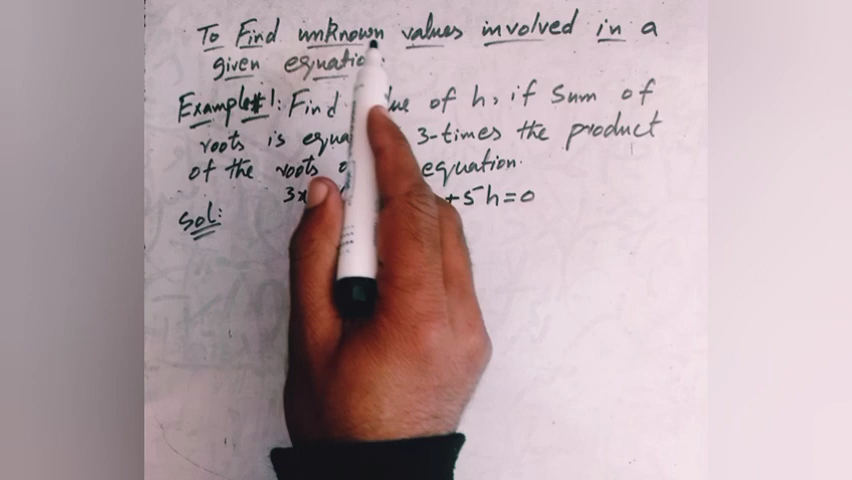 To Find unknown values involved in a
given equation.
Example#1: Find of h, if Sum of
roots is 3-times the product
of the roots equation.
+5h=0
Sol: